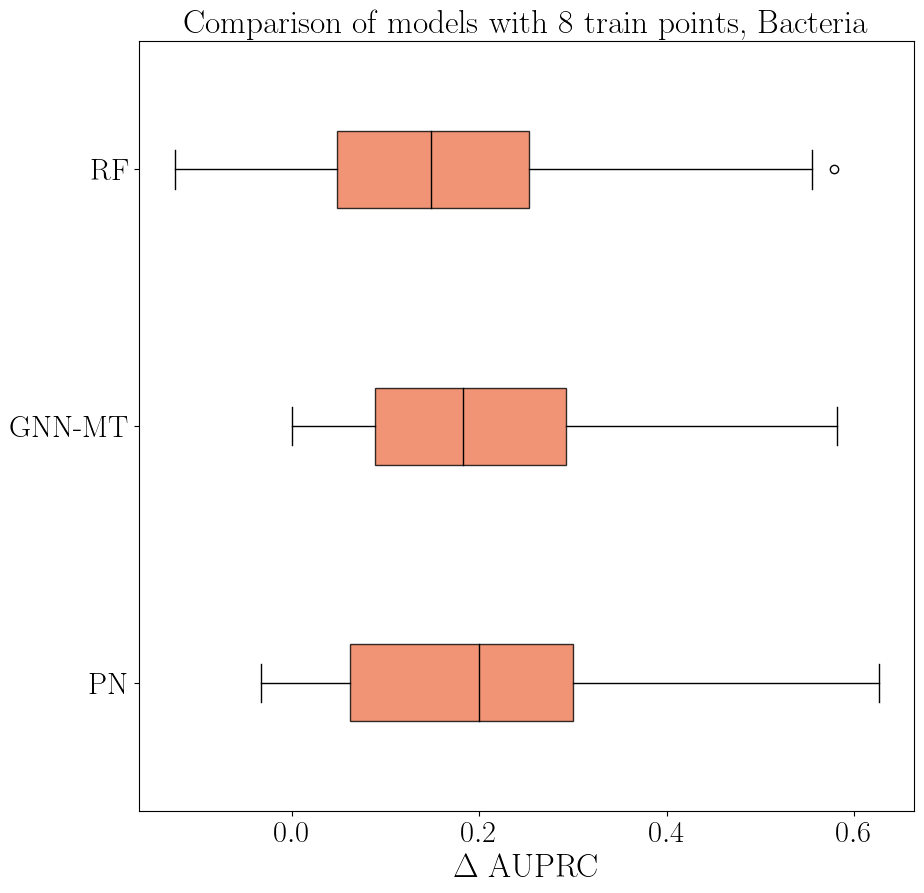 Comparison of models with 8 train points, Bacteria
RF
GNN-MT
PN
0.0 0.2 0.4 0.6
Δ AUPRC